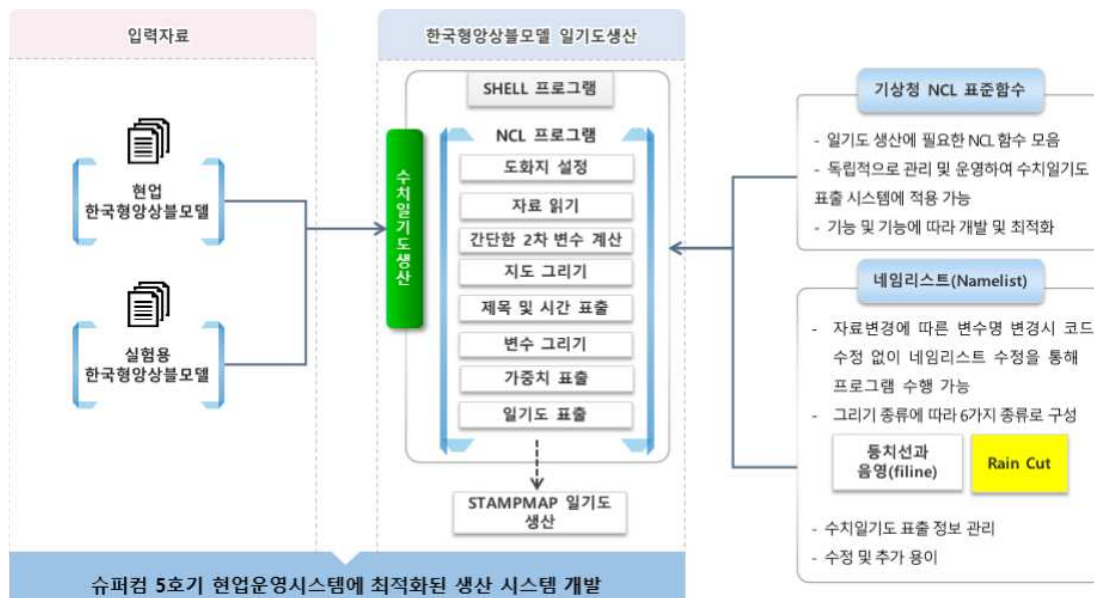 입력자료
현업
한국형앙상블모델
실험용
한국형앙상블모델
한국형앙상블모델 일기도생산
수치일기도생산
SHELL 프로그램
NCL 프로그램
도화지 설정
자료 읽기
간단한 2차 변수 계산
지도 그리기
제목 및 시간 표출
변수 그리기
가중치 표출
일기도 표출
STAMPMAP 일기도
생산
기상청 NCL 표준함수
- 일기도 생산에 필요한 NCL 함수 모음
- 독립적으로 관리 및 운영하여 수치일기도
표출 시스템에 적용 가능
- 기능 및 기능에 따라 개발 및 최적화
네임리스트(Namelist)
- 자료변경에 따른 변수명 변경시 코드
수정 없이 네임리스트 수정을 통해
프로그램 수행 가능
- 그리기 종류에 따라 6가지 종류로 구성
등치선과
음영(filine)
Rain Cut
- 수치일기도 표출 정보 관리
- 수정 및 추가 용이
슈퍼컴 5호기 현업운영시스템에 최적화된 생산 시스템 개발